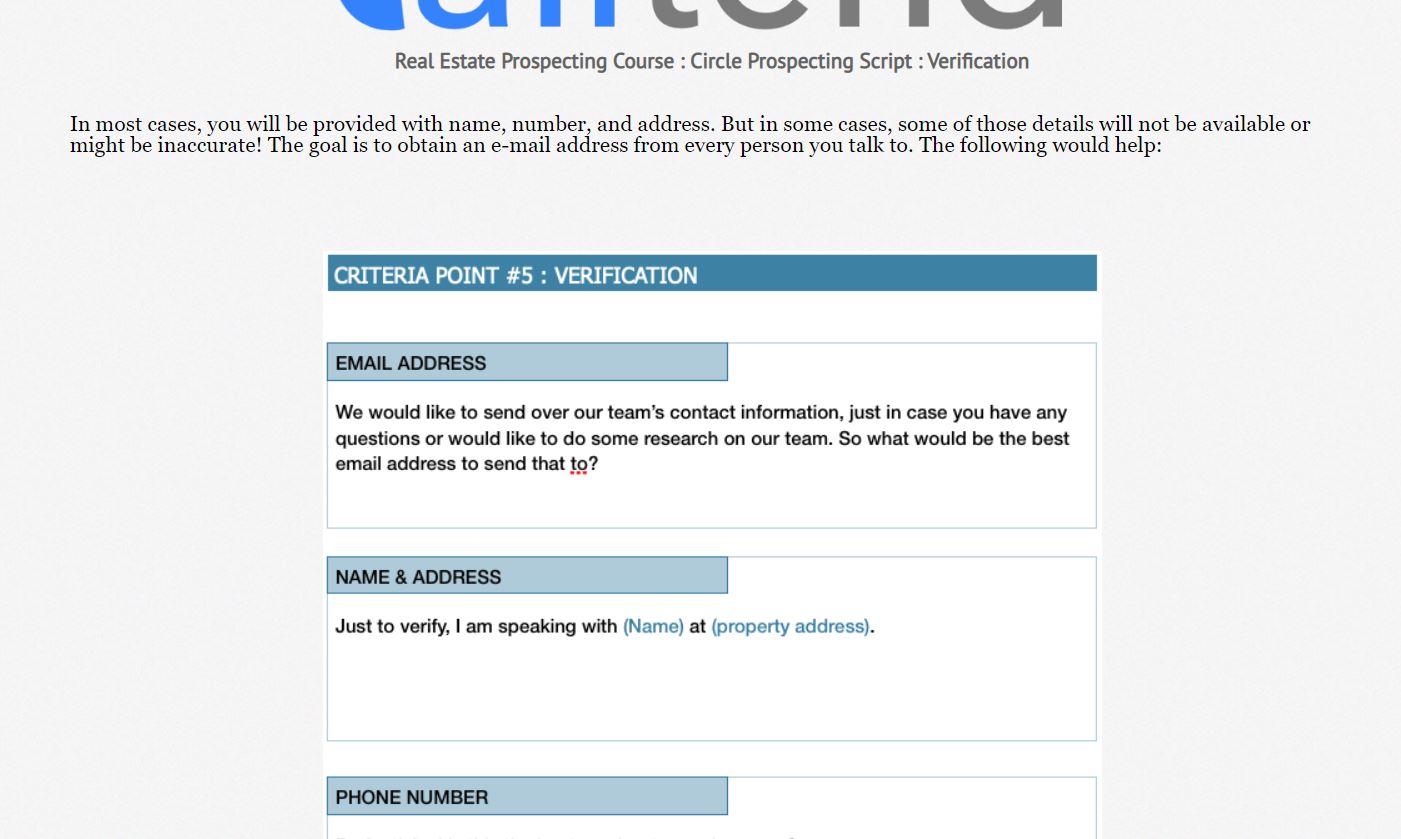 Real Estate Prospecting Course : Circle Prospecting Script : Verification
In most cases, you will be provided with name, number, and address. But in some cases, some of those details will not be available or
might be inaccurate! The goal is to obtain an e-mail address from every person you talk to. The following would help:
CRITERIA POINT #5 : VERIFICATION
EMAIL ADDRESS
We would like to send over our team’s contact information, just in case you have any
questions or would like to do some research on our team. So what would be the best
email address to send that to?
NAME & ADDRESS
Just to verify, I am speaking with (Name) at (property address).
PHONE NUMBER